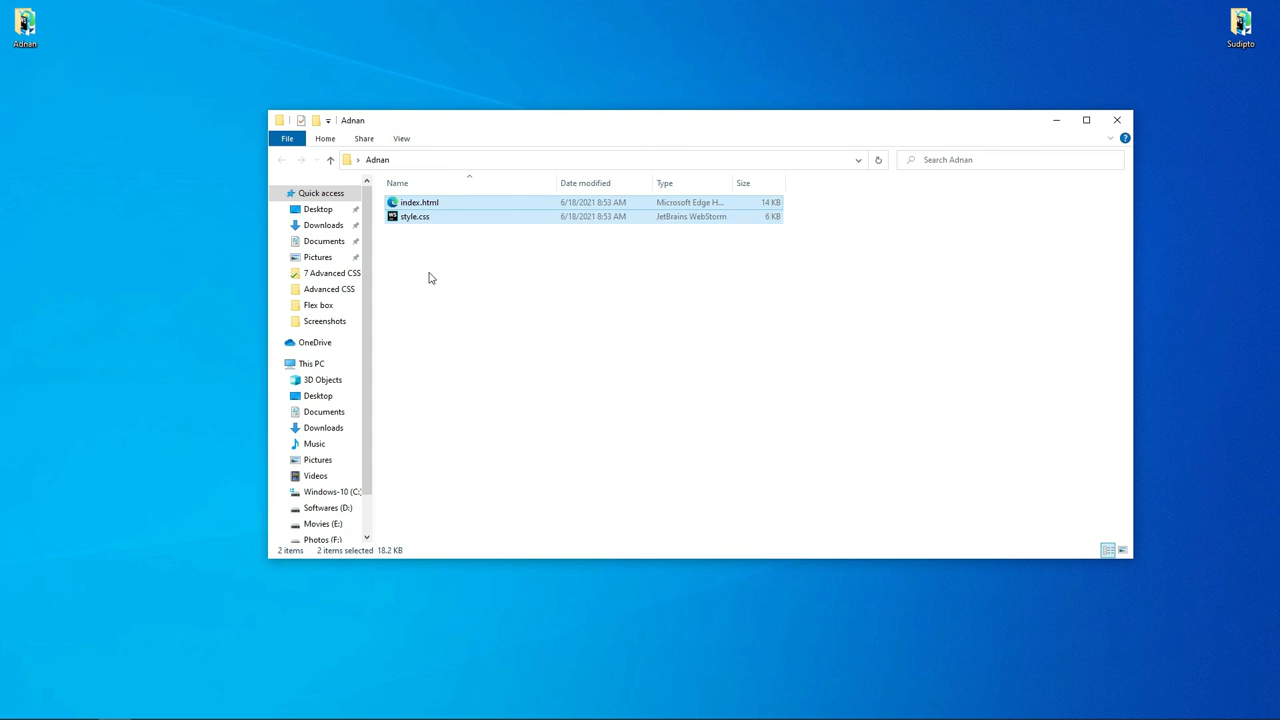 Adnan
Sudipto
Adnan
File Home Share View
Adnan
Search Adnan
Name Date modified Type Size
index.html 6/18/2021 8:53 AM Microsoft Edge H... 14 KB
style.css 6/18/2021 8:53 AM JetBrains WebStorm 6 KB
Quick access
Desktop
Downloads
Documents
Pictures
7 Advanced CSS
Advanced CSS
Flex box
Screenshots
OneDrive
This PC
3D Objects
Desktop
Documents
Downloads
Music
Pictures
Videos
Windows-10 (C:)
Softwares (D:)
Movies (E:)
Photos (F:)
2 items 2 items selected 18.2 KB